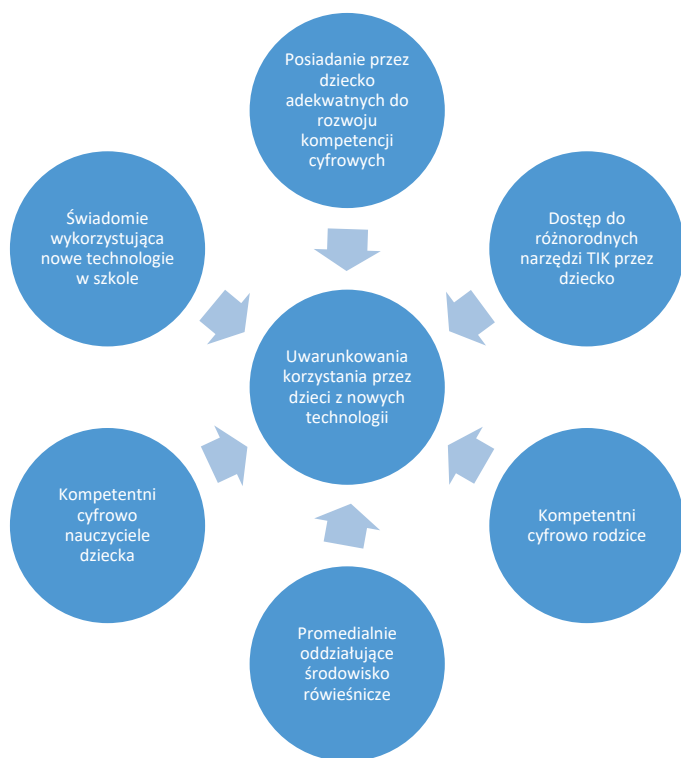 Posiadanie przez
dziecko
adekwatnych do
rozwoju
kompetencji
cyfrowych
Świadomie
wykorzystująca
nowe technologie
w szkole
Dostęp do
różnorodnych
narzędzi TIK przez
dziecko
Uwarunkowania
korzystania przez
dzieci z nowych
technologii
Kompetentni
cyfrowo
nauczyciele
dziecka
Kompetentni
cyfrowo rodzice
Promedialnie
oddziałujące
środowisko
rówieśnicze